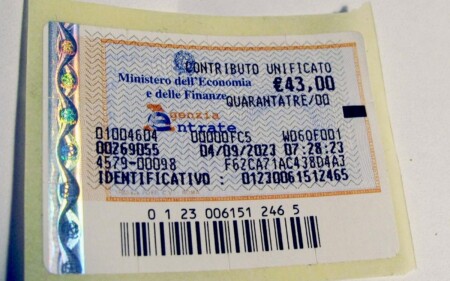 CONTRIBUTO UNIFICATO
Ministero dell'Economia
e delle Finanze
€43,00
QUARANTATRE/00
Agenzia
Entrate
01004604 00000FC5 W060F001
00269055 04/09/2023 07:28:23
4579-00098 F62CA71AC438D4A3
IDENTIFICATIVO : 01230061512465
0 1 23 006151 246 5